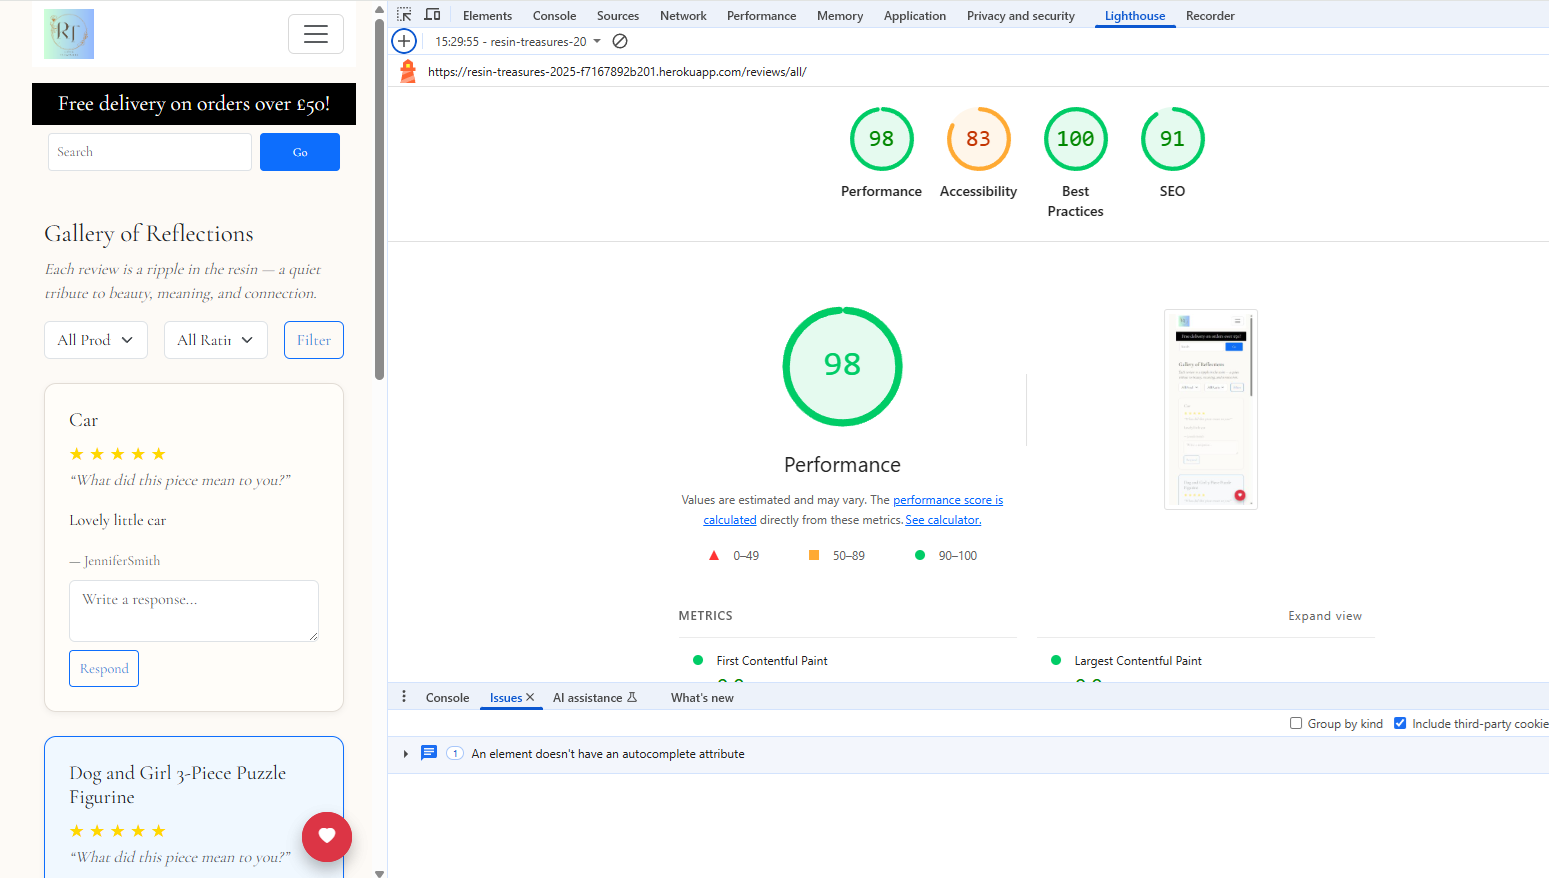 RT
Free delivery on orders over £50!
Search
Go
Gallery of Reflections
Each review is a ripple in the resin — a quiet
tribute to beauty, meaning, and connection.
All Prod
All Ratin
Filter
Car
★ ★ ★ ★ ★
“What did this piece mean to you?”
Lovely little car
— JenniferSmith
Write a response...
Respond
Dog and Girl 3-Piece Puzzle
Figurine
★ ★ ★ ★ ★
“What did this piece mean to you?”
Elements Console Sources Network Performance Memory Application Privacy and security Lighthouse Recorder
15:29:55 - resin-treasures-20
https://resin-treasures-2025-f7167892b201.herokuapp.com/reviews/all/
98 83 100 91
Performance Accessibility Best Practices SEO
98
Performance
Values are estimated and may vary. The performance score is
calculated directly from these metrics. See calculator.
0–49 50–89 90–100
METRICS
Expand view
First Contentful Paint
Largest Contentful Paint
Console Issues AI assistance What's new
Group by kind Include third-party cookie
1 An element doesn't have an autocomplete attribute